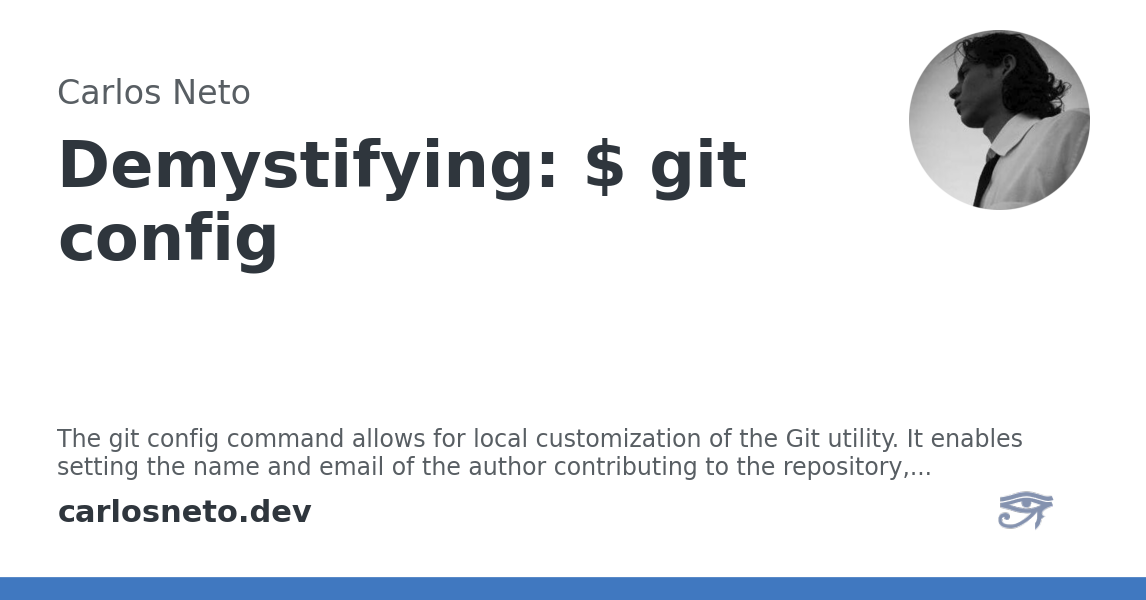 Carlos Neto
Demystifying: $ git
config
The git config command allows for local customization of the Git utility. It enables
setting the name and email of the author contributing to the repository,...
carlosneto.dev